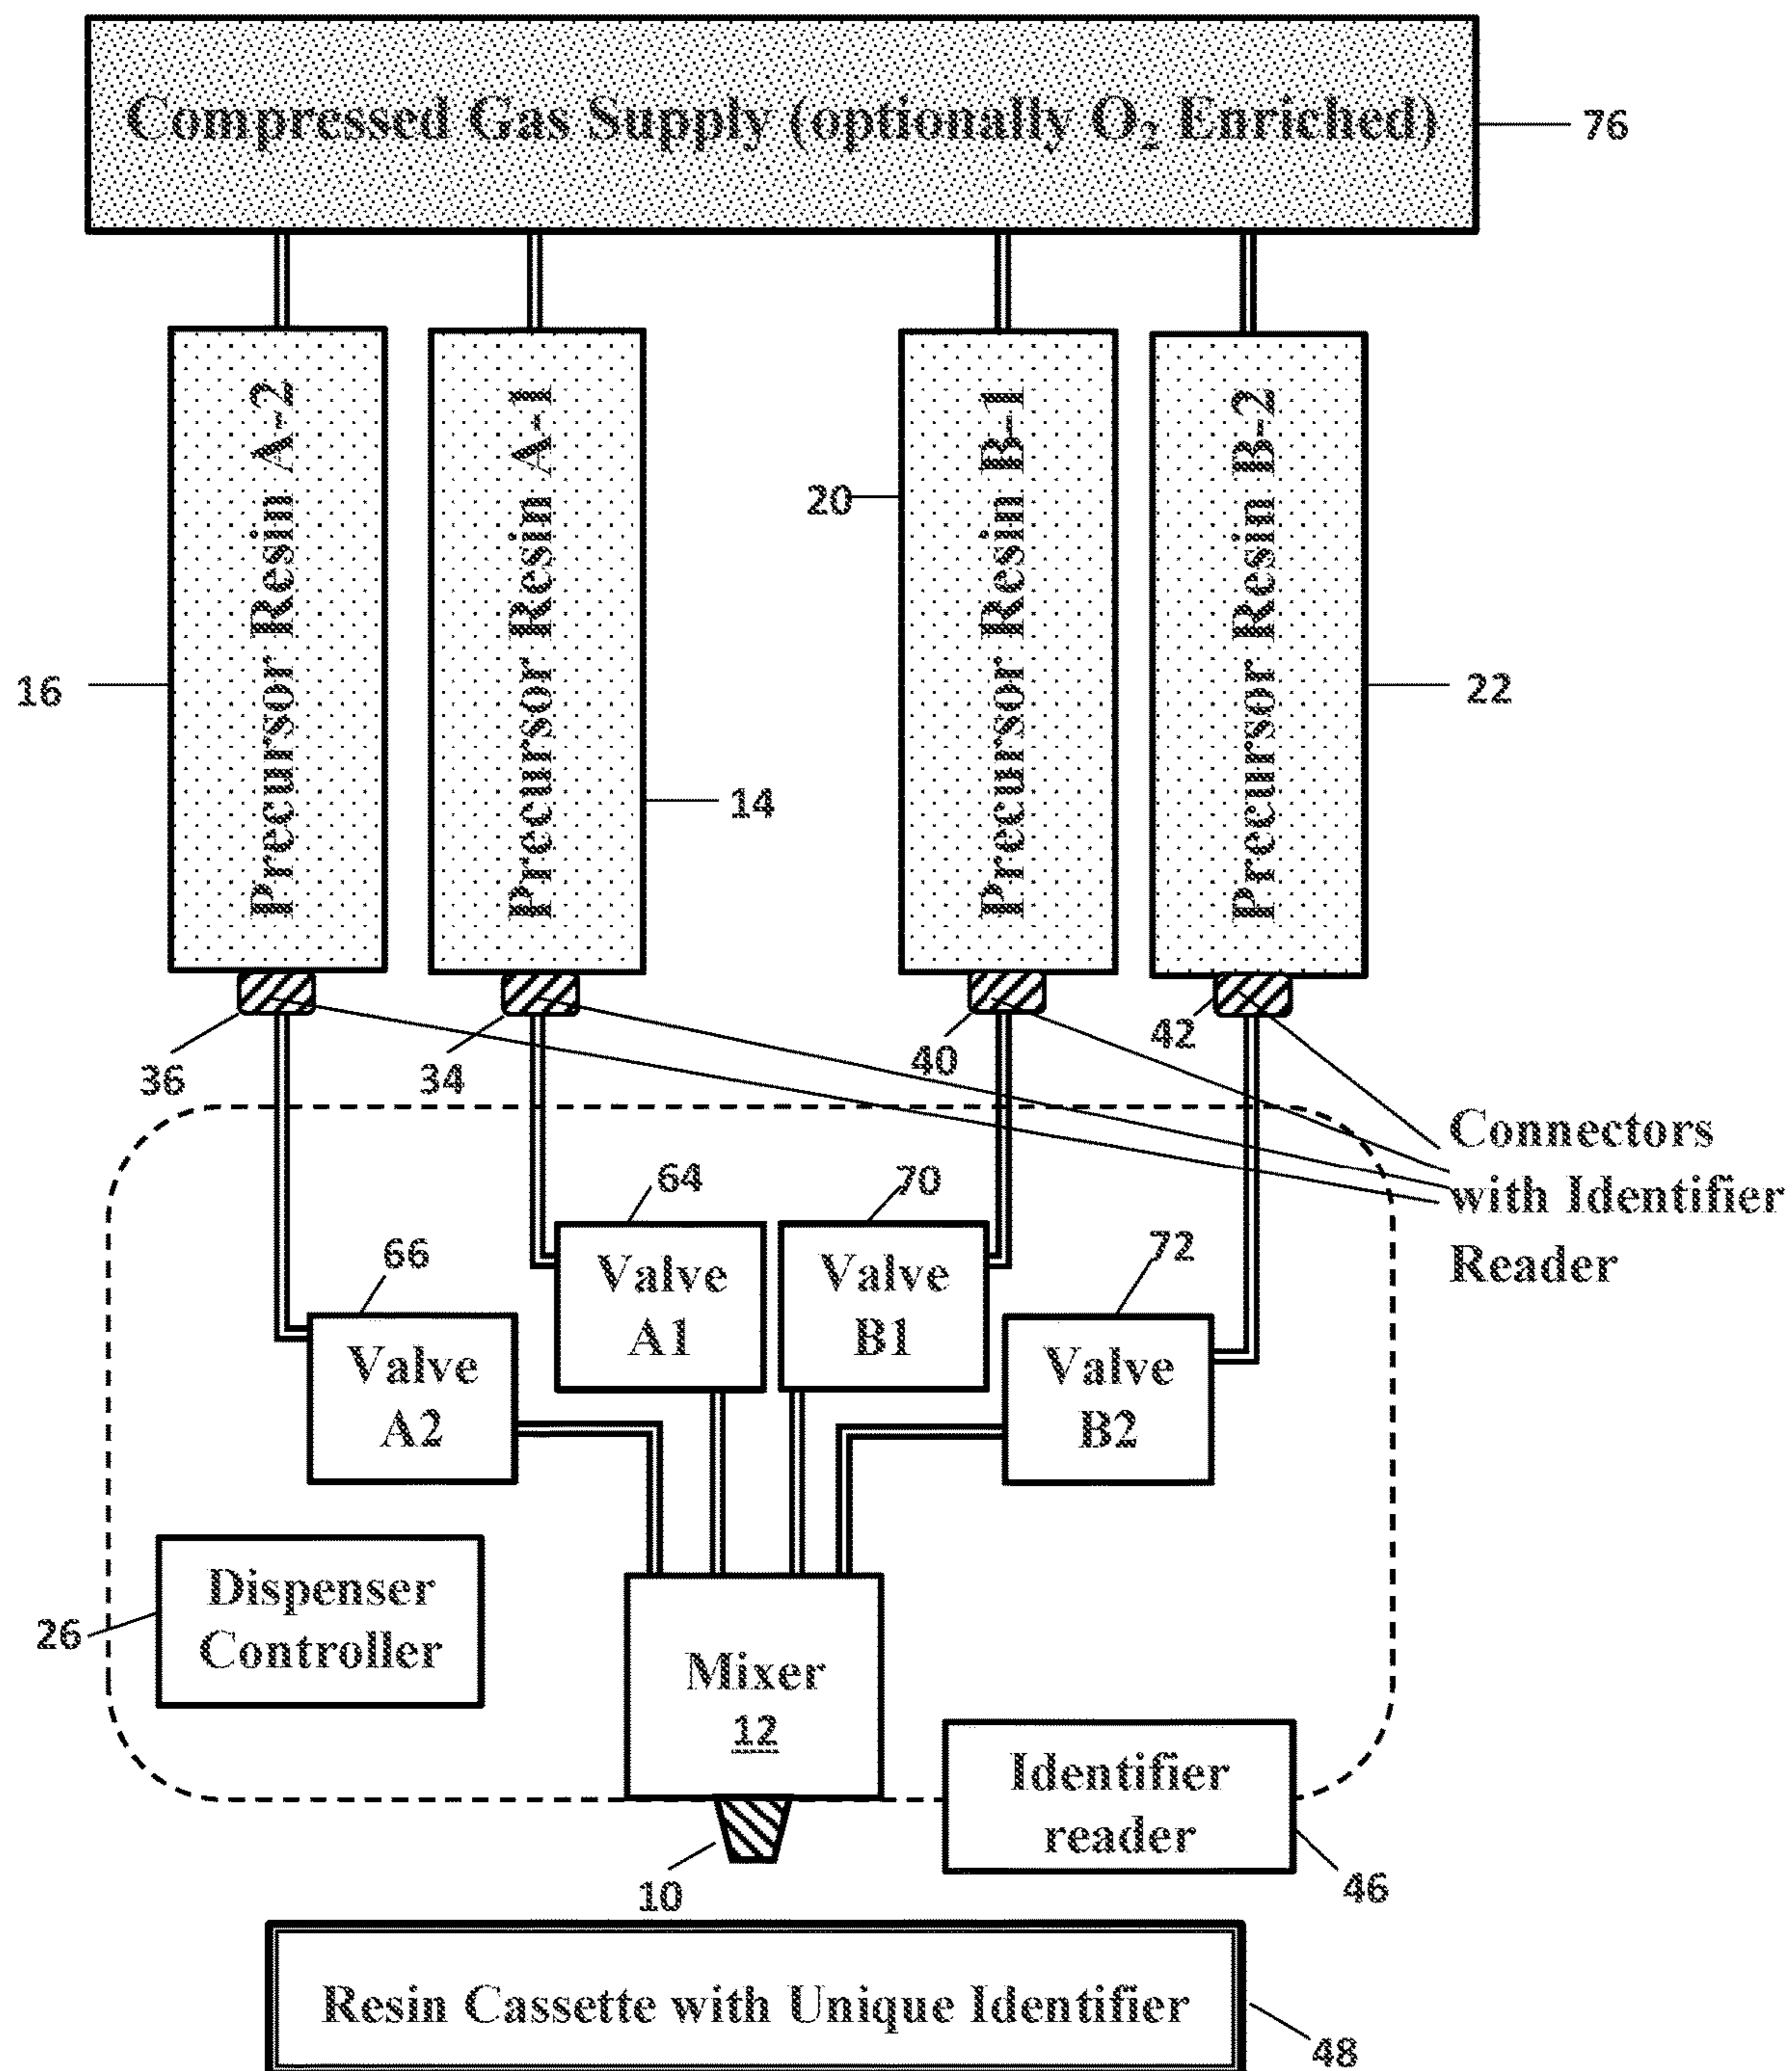 Compressed Gas Supply (optionally O₂ Enriched)
76
Precursor Resin A-2
Precursor Resin A-1
Precursor Resin B-1
Precursor Resin B-2
20
16
22
14
36
34
40
42
Connectors
with Identifier
Reader
64
70
66
72
Valve
A1
Valve
B1
Valve
A2
Valve
B2
Dispenser
Controller
26
Mixer
12
Identifier
reader
10
46
Resin Cassette with Unique Identifier
48